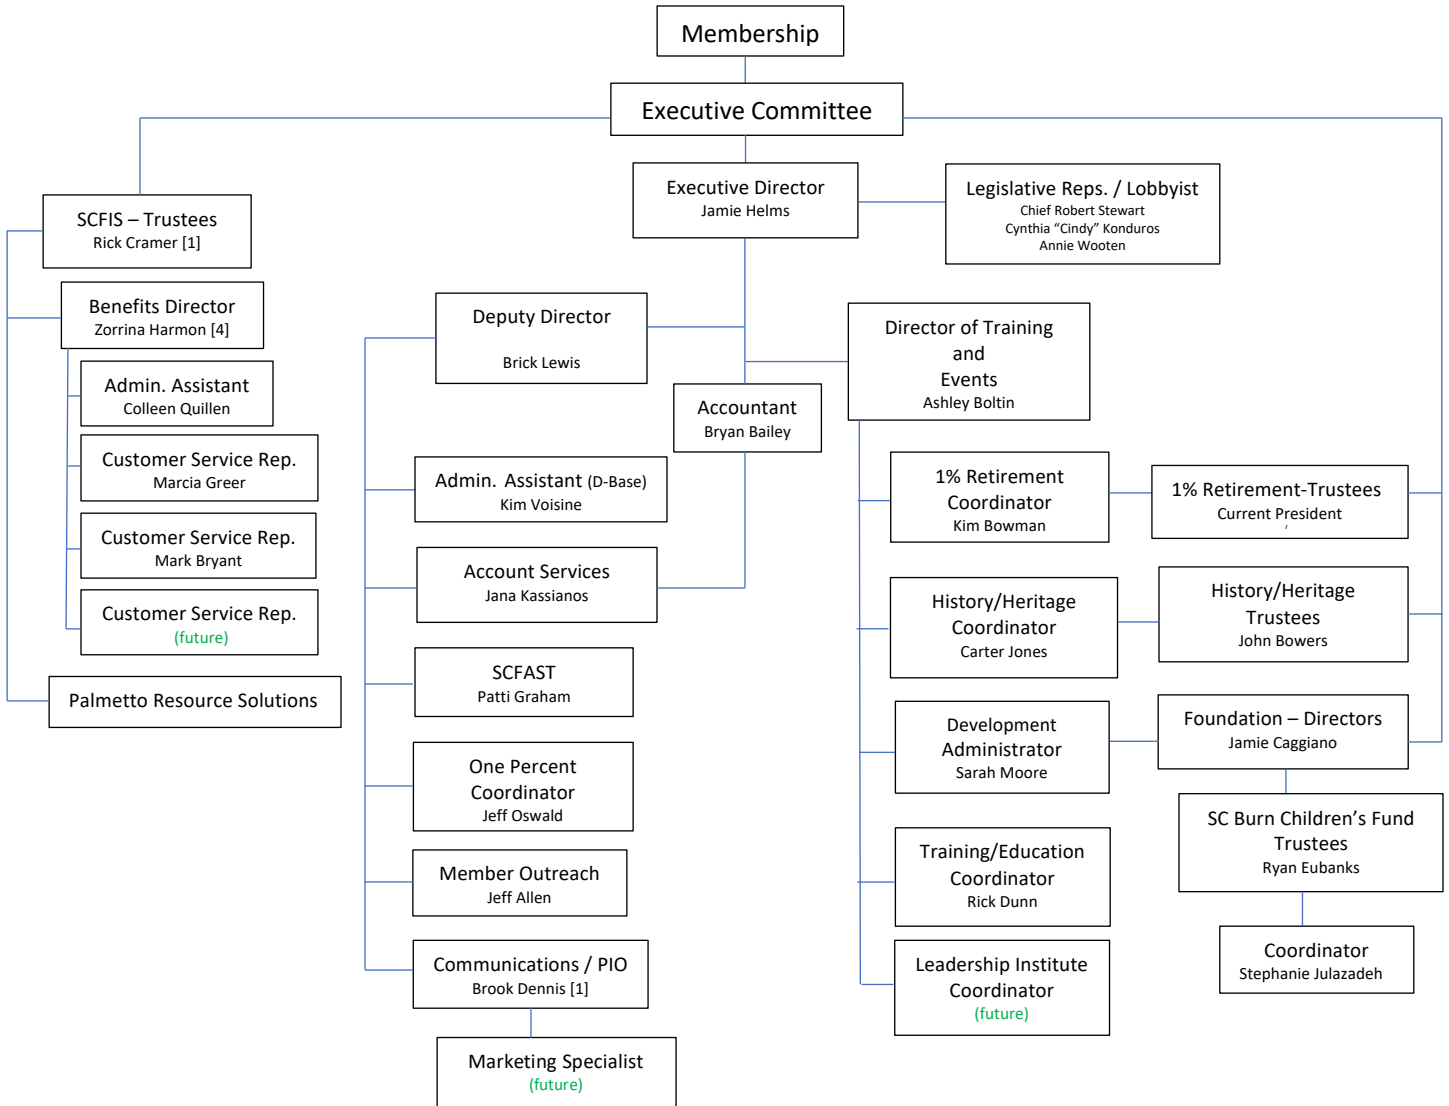 Membership
Executive Committee
Executive Director
Jamie Helms
Legislative Reps. / Lobbyist
Chief Robert Stewart
Cynthia “Cindy” Konduros
Annie Wooten
SCFIS – Trustees
Rick Cramer [1]
Benefits Director
Zorrina Harmon [4]
Admin. Assistant
Colleen Quillen
Customer Service Rep.
Marcia Greer
Customer Service Rep.
Mark Bryant
Customer Service Rep.
(future)
Palmetto Resource Solutions
Deputy Director
Brick Lewis
Accountant
Bryan Bailey
Admin. Assistant (D-Base)
Kim Voisine
Account Services
Jana Kassianos
SCFAST
Patti Graham
One Percent
Coordinator
Jeff Oswald
Member Outreach
Jeff Allen
Communications / PIO
Brook Dennis [1]
Marketing Specialist
(future)
Director of Training
and
Events
Ashley Boltin
1% Retirement
Coordinator
Kim Bowman
1% Retirement-Trustees
Current President
,
History/Heritage
Coordinator
Carter Jones
History/Heritage
Trustees
John Bowers
Development
Administrator
Sarah Moore
Foundation – Directors
Jamie Caggiano
SC Burn Children’s Fund
Trustees
Ryan Eubanks
Training/Education
Coordinator
Rick Dunn
Coordinator
Stephanie Julazadeh
Leadership Institute
Coordinator
(future)